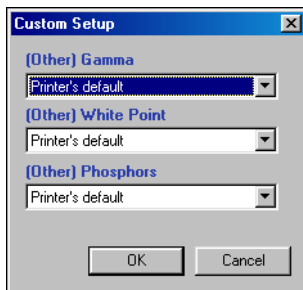 Custom Setup
(Other) Gamma
Printer's default
(Other) White Point
Printer's default
(Other) Phosphors
Printer's default
OK Cancel